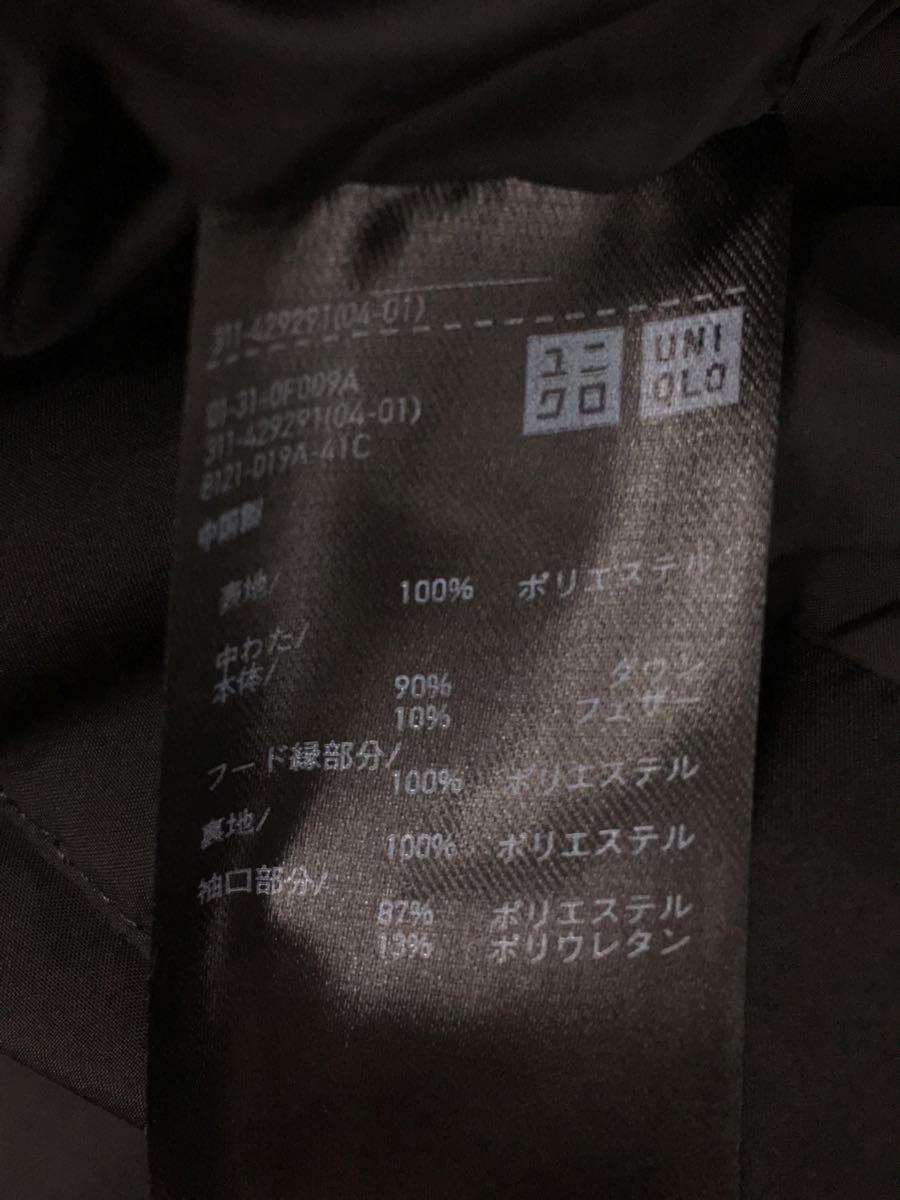 311-429291(04-01)
ユニクロ
UNIQLO
01-31-0F009A
311-429291(04-01)
8121-019A-41C
中国製
表地/
100% ポリエステル
中わた/
本体/
90% ダウン
10% フェザー
フード縁部分/
100% ポリエステル
裏地/
100% ポリエステル
袖口部分/
87% ポリエステル
13% ポリウレタン